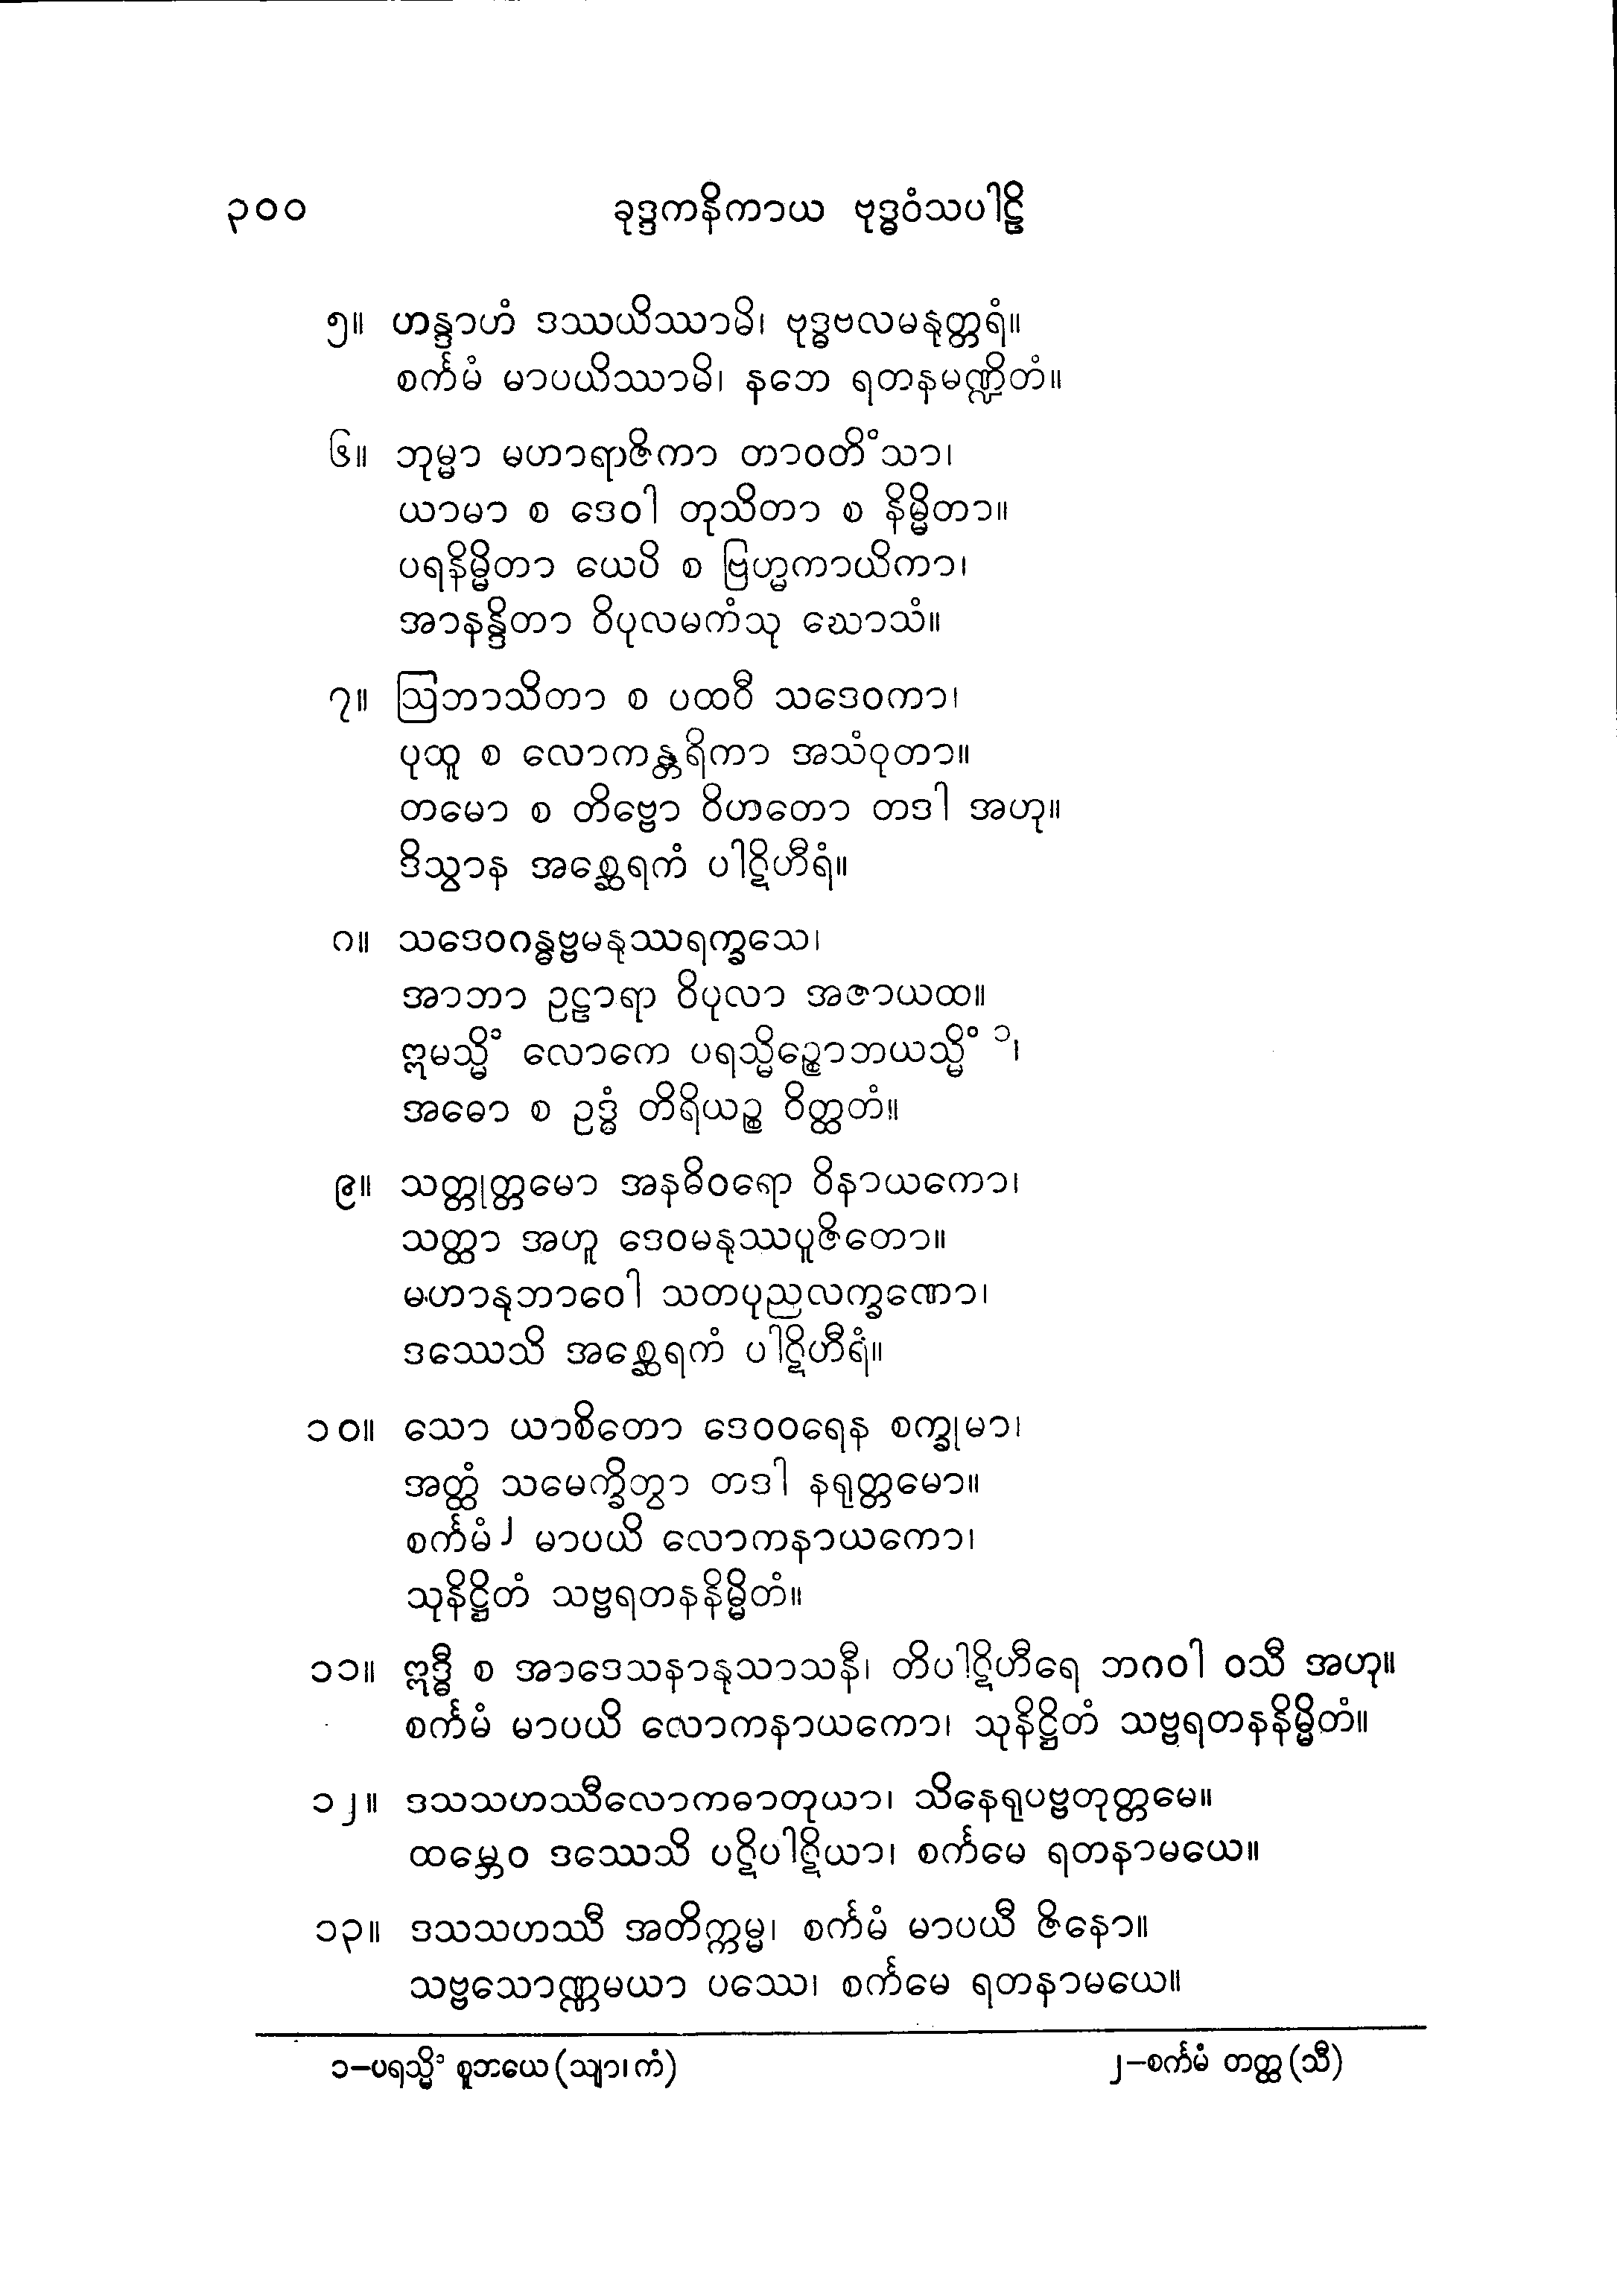 ၃၀၀ ခုဒ္ဒကနိကာယ ဗုဒ္ဓဝံသပါဠိ
၅။ ဟန္ဒာဟံ ဒဿယိဿာမိ၊ ဗုဒ္ဓဗလမနုတ္တရံ။
စင်္ကမံ မာပယိဿာမိ၊ နဘေ ရတနမဏ္ဍိတံ။
၆။ ဘုမ္မာ မဟာရာဇိကာ တာဝတိံသာ၊
ယာမာ စ ဒေဝါ တုသိတာ စ နိမ္မိတာ။
ပရနိမ္မိတာ ယေပိ စ ဗြဟ္မကာယိကာ၊
အာနန္ဒိတာ ဝိပုလမကံသု ဃောသံ။
၇။ ဩဘာသိတာ စ ပထဝီ သဒေဝကာ၊
ပုထူ စ လောကန္တရိကာ အသံဝုတာ။
တမော စ တိဗ္ဗော ဝိဟတော တဒါ အဟု။
ဒိသွာန အစ္ဆေရကံ ပါဋိဟီရံ။
၈။ သဒေဝဂန္ဓဗ္ဗမနုဿရက္ခသေ၊
အာဘာ ဥဠာရာ ဝိပုလာ အဇာယထ။
ဣမသ္မိံ လောကေ ပရသ္မိဉ္စောဘယသ္မိံ ၁၊
အဓော စ ဥဒ္ဓံ တိရိယဉ္စ ဝိတ္ထတံ။
၉။ သတ္တုတ္တမော အနဓိဝရော ဝိနာယကော၊
သတ္ထာ အဟူ ဒေဝမနုဿပူဇိတော။
မဟာနုဘာဝေါ သတပုညလက္ခဏော၊
ဒဿေသိ အစ္ဆေရကံ ပါဋိဟီရံ။
၁၀။ သော ယာစိတော ဒေဝဝရေန စက္ခုမာ၊
အတ္ထံ သမေက္ခိတွာ တဒါ နရုတ္တမော။
စင်္ကမံ၂ မာပယိ လောကနာယကော၊
သုနိဋ္ဌိတံ သဗ္ဗရတနနိမ္မိတံ။
၁၁။ ဣဒ္ဓီ စ အာဒေသနာနုသာသနီ၊ တိပါဋိဟီရေ ဘဂဝါ ဝသီ အဟု။
စင်္ကမံ မာပယိ လောကနာယကော၊ သုနိဋ္ဌိတံ သဗ္ဗရတနနိမ္မိတံ။
၁၂။ ဒသသဟဿီလောကဓာတုယာ၊ သိနေရုပဗ္ဗတုတ္တမေ။
ထမ္ဘေဝ ဒဿေသိ ပဋိပါဋိယာ၊ စင်္ကမေ ရတနာမယေ။
၁၃။ ဒသသဟဿီ အတိက္ကမ္မ၊ စင်္ကမံ မာပယီ ဇိနော။
သဗ္ဗသောဏ္ဏမယာ ပဿေ၊ စင်္ကမေ ရတနာမယေ။
၁–ပရသ္မိံ စူဘယေ (သျာ၊ ကံ) ၂–စင်္ကမံ တတ္ထ (သီ)